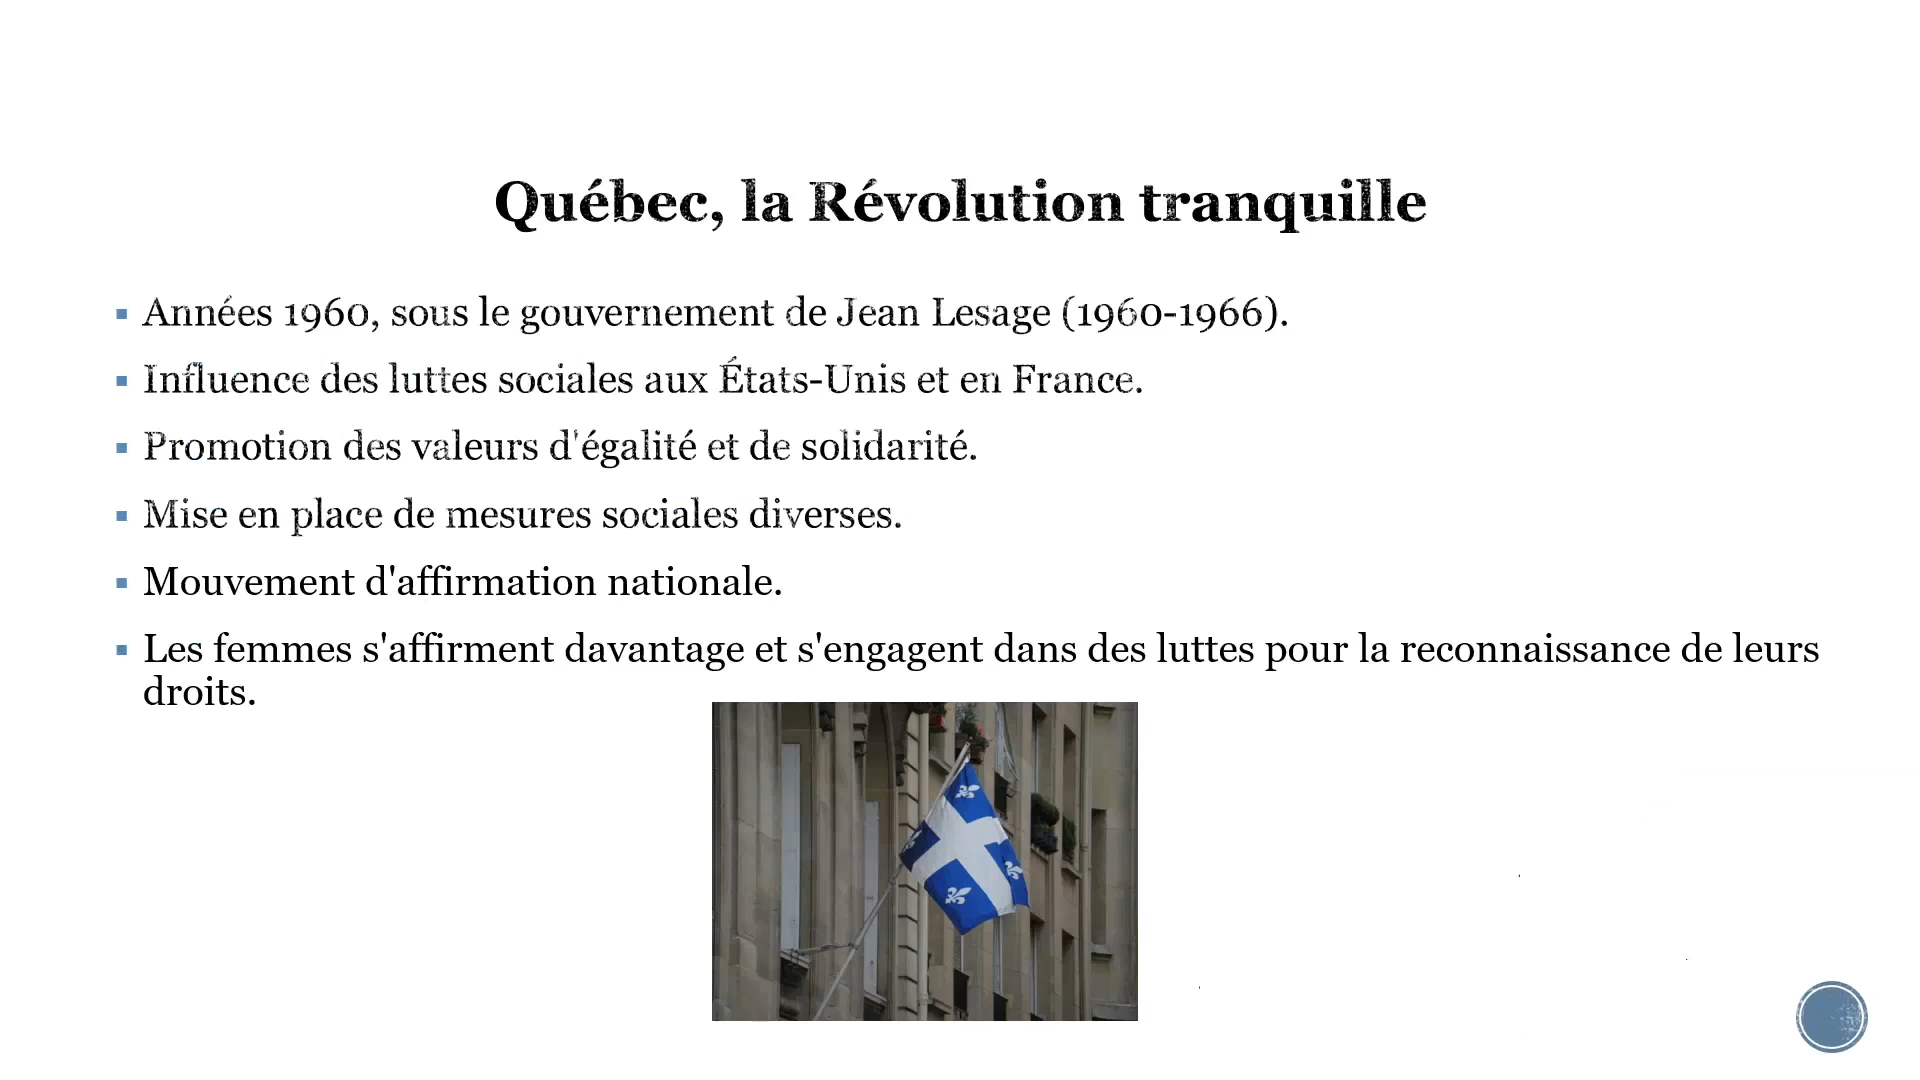 Québec, la Révolution tranquille
Années 1960, sous le gouvernement de Jean Lesage (1960-1966).
Influence des luttes sociales aux États-Unis et en France.
Promotion des valeurs d'égalité et de solidarité.
Mise en place de mesures sociales diverses.
Mouvement d'affirmation nationale.
Les femmes s'affirment davantage et s'engagent dans des luttes pour la reconnaissance de leurs
droits.